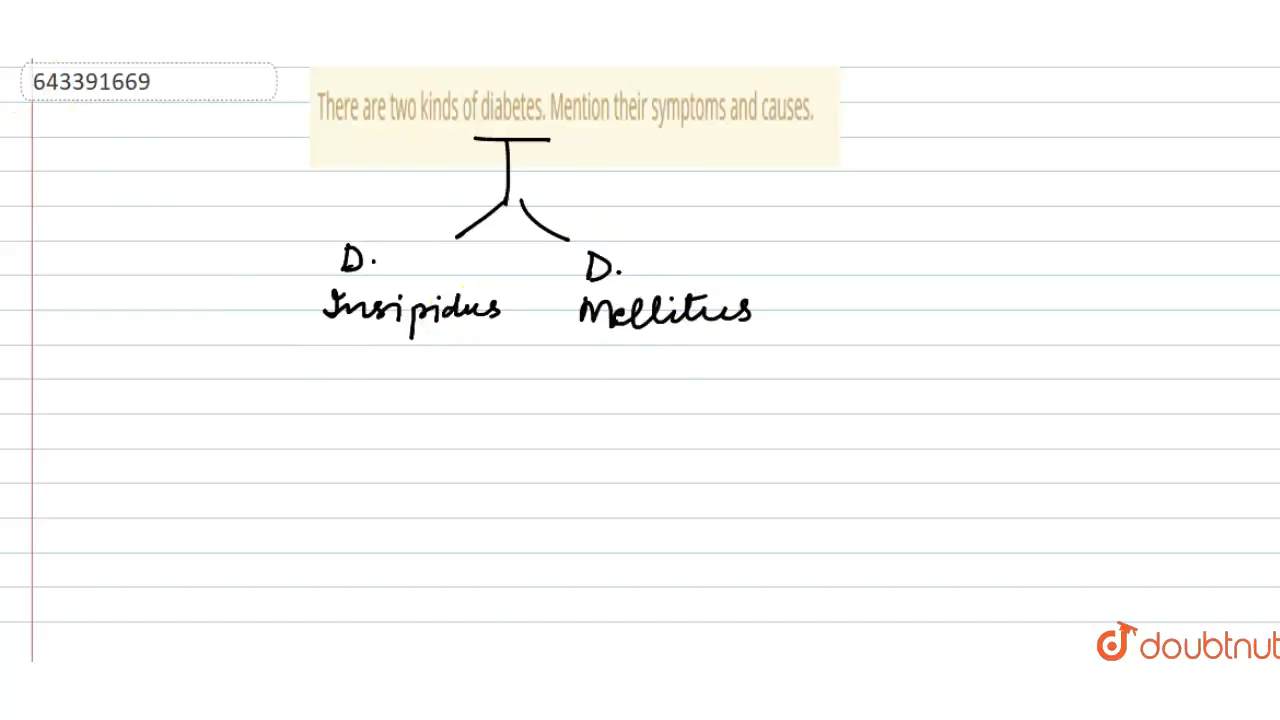 643391669
There are two kinds of diabetes. Mention their symptoms and causes.
D.
Insipidus
D.
Mellitus
doubtnut